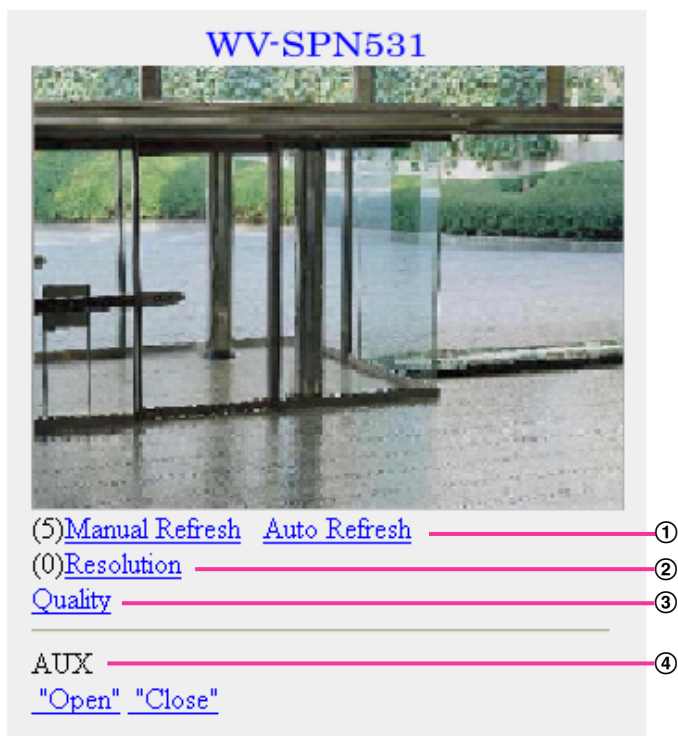 WV-SPN531
(5)Manual Refresh Auto Refresh ①
(0)Resolution ②
Quality ③
AUX ④
"Open" "Close"